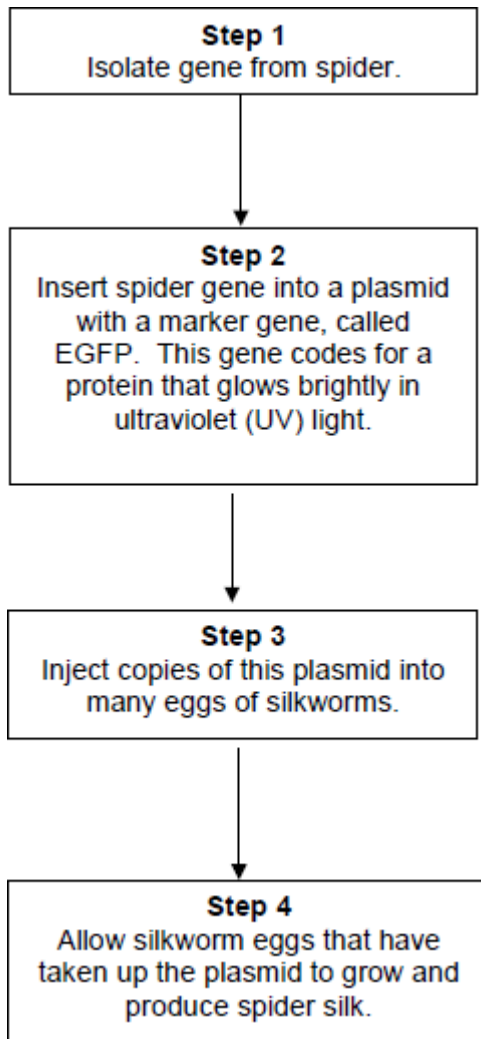 Step 1
Isolate gene from spider.
Step 2
Insert spider gene into a plasmid
with a marker gene, called
EGFP. This gene codes for a
protein that glows brightly in
ultraviolet (UV) light.
Step 3
Inject copies of this plasmid into
many eggs of silkworms.
Step 4
Allow silkworm eggs that have
taken up the plasmid to grow and
produce spider silk.